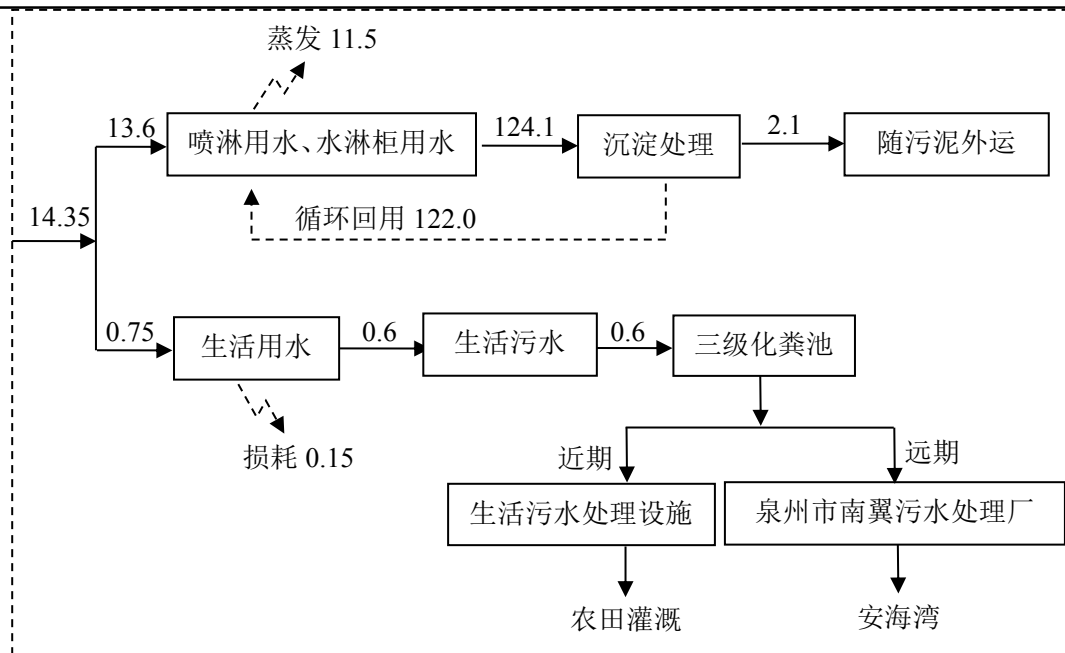 蒸发 11.5
13.6
喷淋用水、水淋柜用水
124.1
沉淀处理
2.1
随污泥外运
14.35
循环回用 122.0
0.75
生活用水
0.6
生活污水
0.6
三级化粪池
损耗 0.15
近期
远期
生活污水处理设施
泉州市南翼污水处理厂
农田灌溉
安海湾